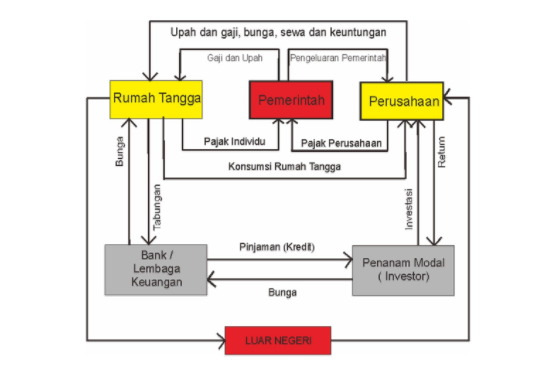 Upah dan gaji, bunga, sewa dan keuntungan
Gaji dan Upah
Pengeluaran Pemerintah
Rumah Tangga
Pemerintah
Perusahaan
Pajak Individu
Pajak Perusahaan
Konsumsi Rumah Tangga
Bunga
Tabungan
Investasi
Return
Bank /
Lembaga
Keuangan
Pinjaman (Kredit)
Bunga
Penanam Modal
( Investor)
LUAR NEGERI